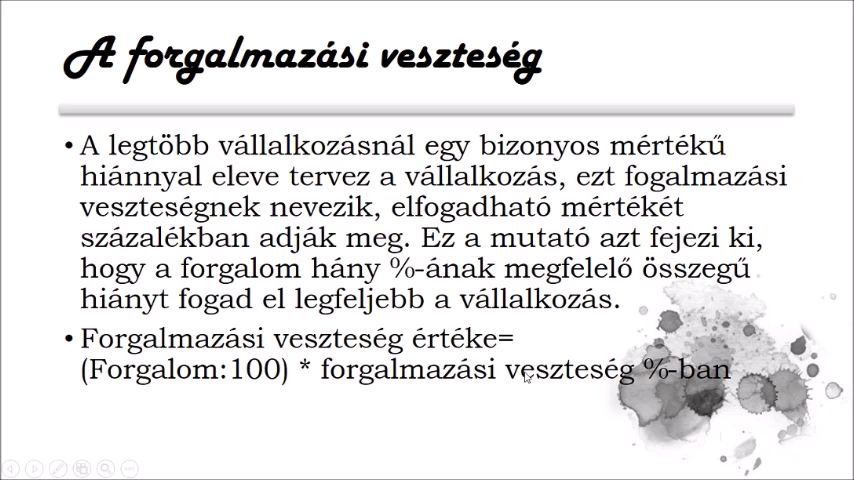 A forgalmazási veszteség
• A legtöbb vállalkozásnál egy bizonyos mértékű
hiánnyal eleve tervez a vállalkozás, ezt fogalmazási
veszteségnek nevezik, elfogadható mértékét
százalékban adják meg. Ez a mutató azt fejezi ki,
hogy a forgalom hány %-ának megfelelő összegű
hiányt fogad el legfeljebb a vállalkozás.
• Forgalmazási veszteség értéke=
(Forgalom:100) * forgalmazási veszteség %-ban